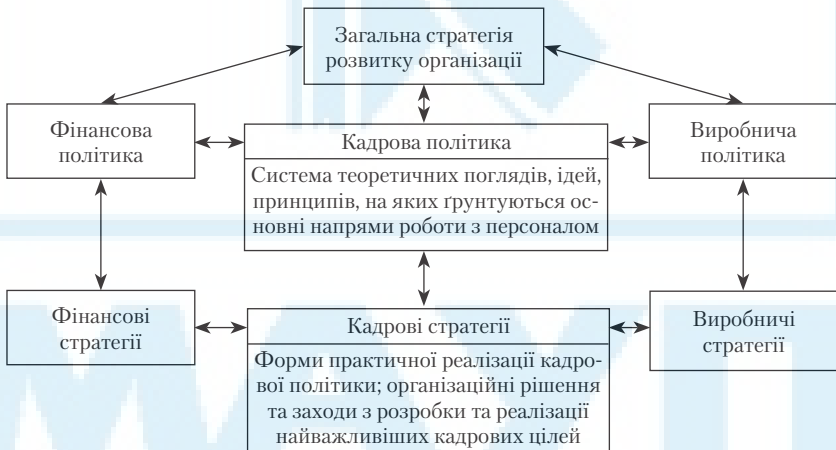 Загальна стратегія
розвитку організації
Фінансова
політика
Кадрова політика
Система теоретичних поглядів, ідей,
принципів, на яких ґрунтуються ос-
новні напрями роботи з персоналом
Виробнича
політика
Фінансові
стратегії
Кадрові стратегії
Форми практичної реалізації кадро-
вої політики; організаційні рішення
та заходи з розробки та реалізації
найважливіших кадрових цілей
Виробничі
стратегії